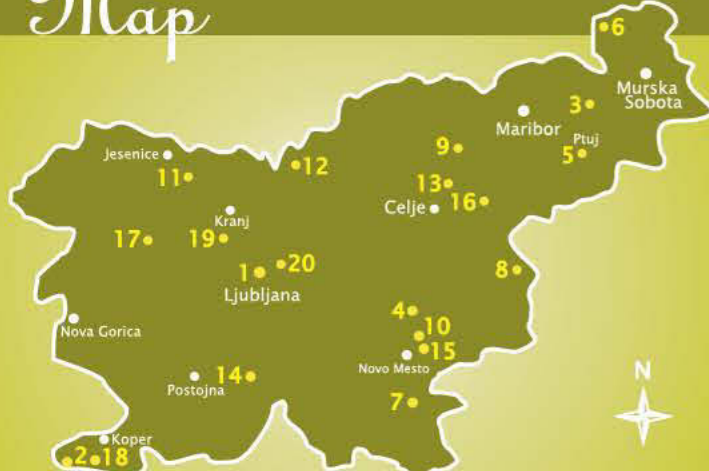 Map
6
Murska
Sobota
3
Maribor
Ptuj
5
9
Jesenice
12
11
13
Celje
16
Kranj
17
19
20
1
Ljubljana
8
4
Nova Gorica
10
15
Novo Mesto
14
Postojna
7
N
Koper
2
18